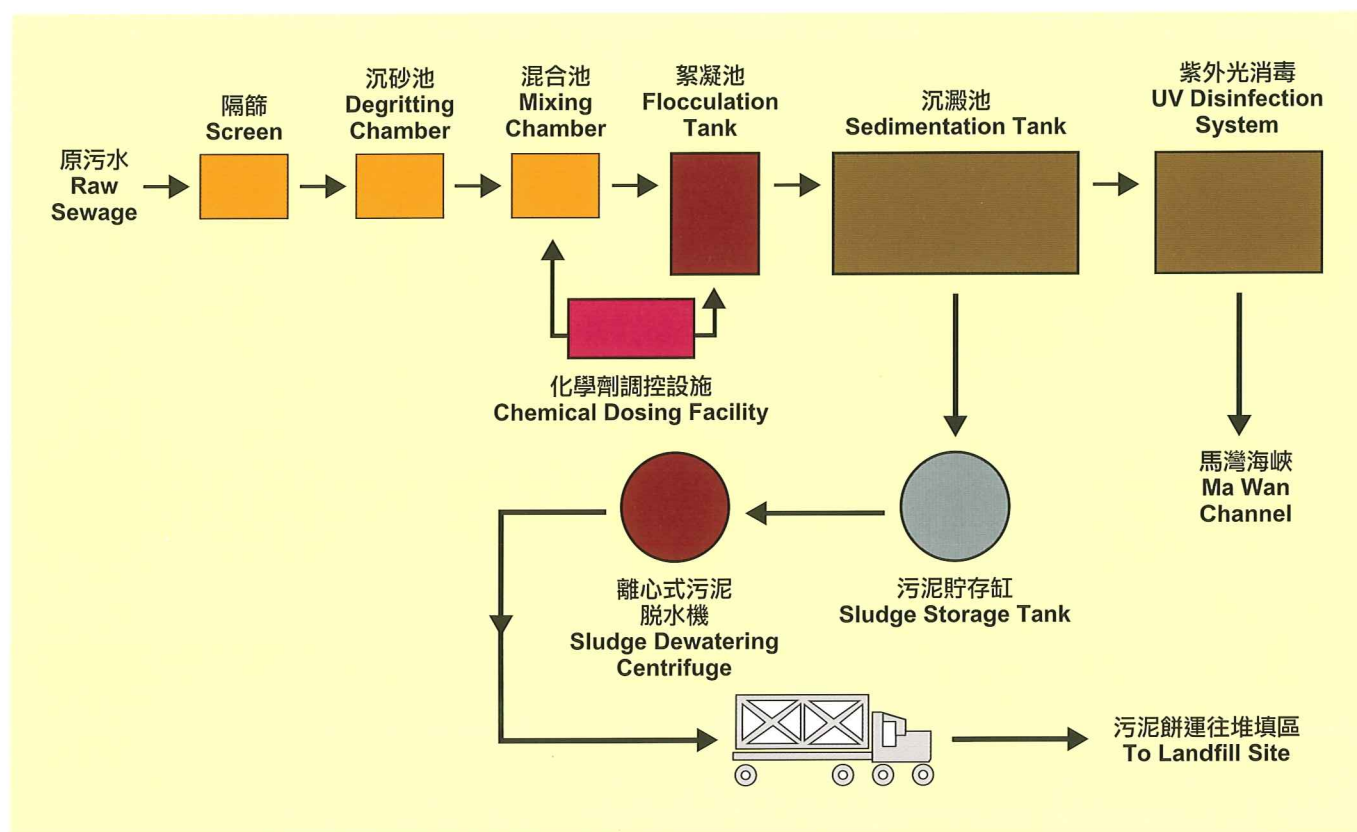 原污水
Raw
Sewage
隔篩
Screen
沉砂池
Degritting
Chamber
混合池
Mixing
Chamber
絮凝池
Flocculation
Tank
沉澱池
Sedimentation Tank
紫外光消毒
UV Disinfection
System
化學劑調控設施
Chemical Dosing Facility
馬灣海峽
Ma Wan
Channel
離心式污泥
脫水機
Sludge Dewatering
Centrifuge
污泥貯存缸
Sludge Storage Tank
污泥餅運往堆填區
To Landfill Site